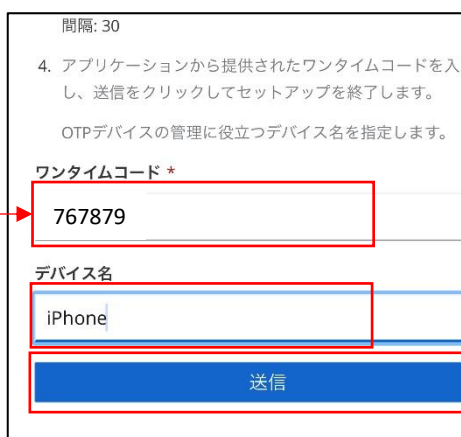 間隔: 30
4. アプリケーションから提供されたワンタイムコードを入
し、送信をクリックしてセットアップを終了します。
OTPデバイスの管理に役立つデバイス名を指定します。
ワンタイムコード *
767879
デバイス名
iPhone
送信